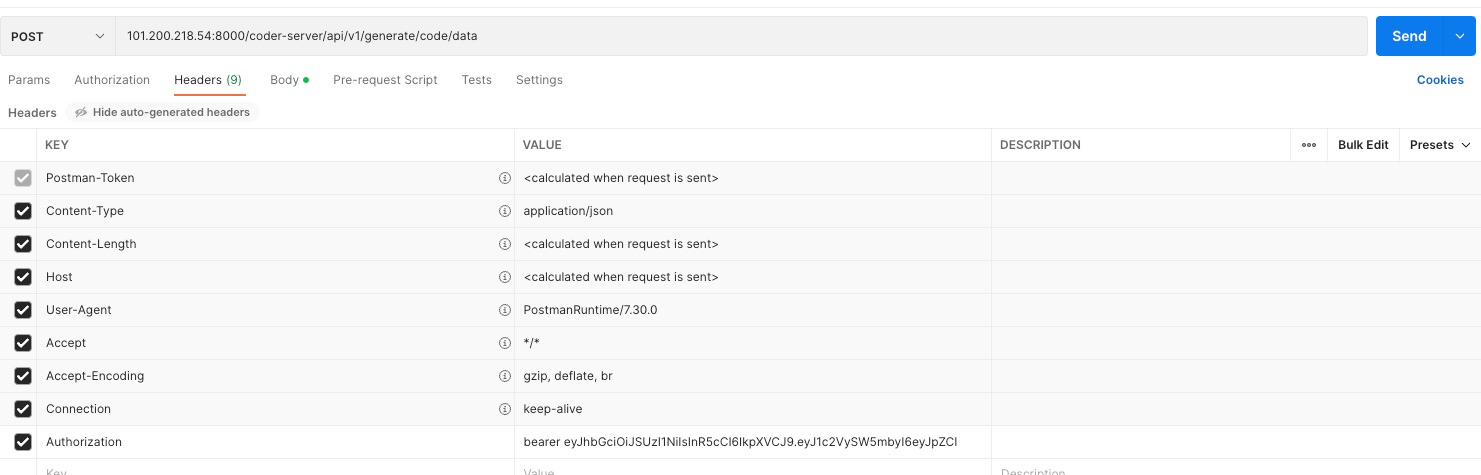 POST 101.200.218.54:8000/coder-server/api/v1/generate/code/data Send
Params Authorization Headers (9) Body Pre-request Script Tests Settings Cookies
Headers Hide auto-generated headers
KEY VALUE DESCRIPTION Bulk Edit Presets
Postman-Token <calculated when request is sent>
Content-Type application/json
Content-Length <calculated when request is sent>
Host <calculated when request is sent>
User-Agent PostmanRuntime/7.30.0
Accept */*
Accept-Encoding gzip, deflate, br
Connection keep-alive
Authorization bearer eyJhbGciOiJSUzI1NiIsInR5cCI6IkpXVCJ9.eyJ1c2VySW5mbyI6eyJpZCI
Key Value Description